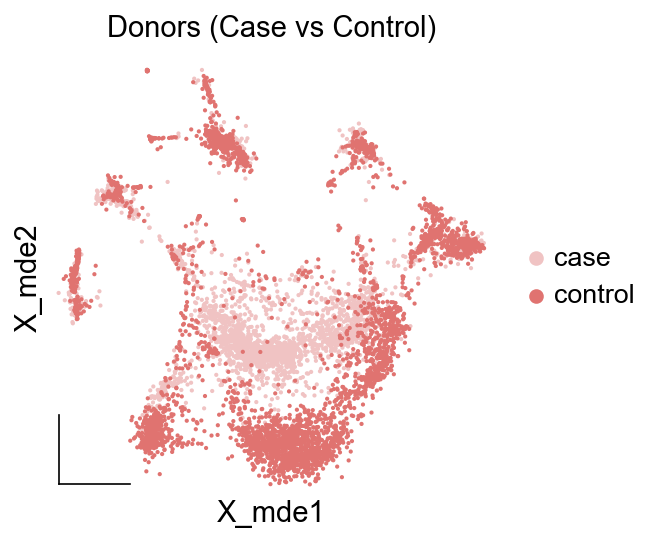 Donors (Case vs Control)
X_mde2
case
control
X_mde1